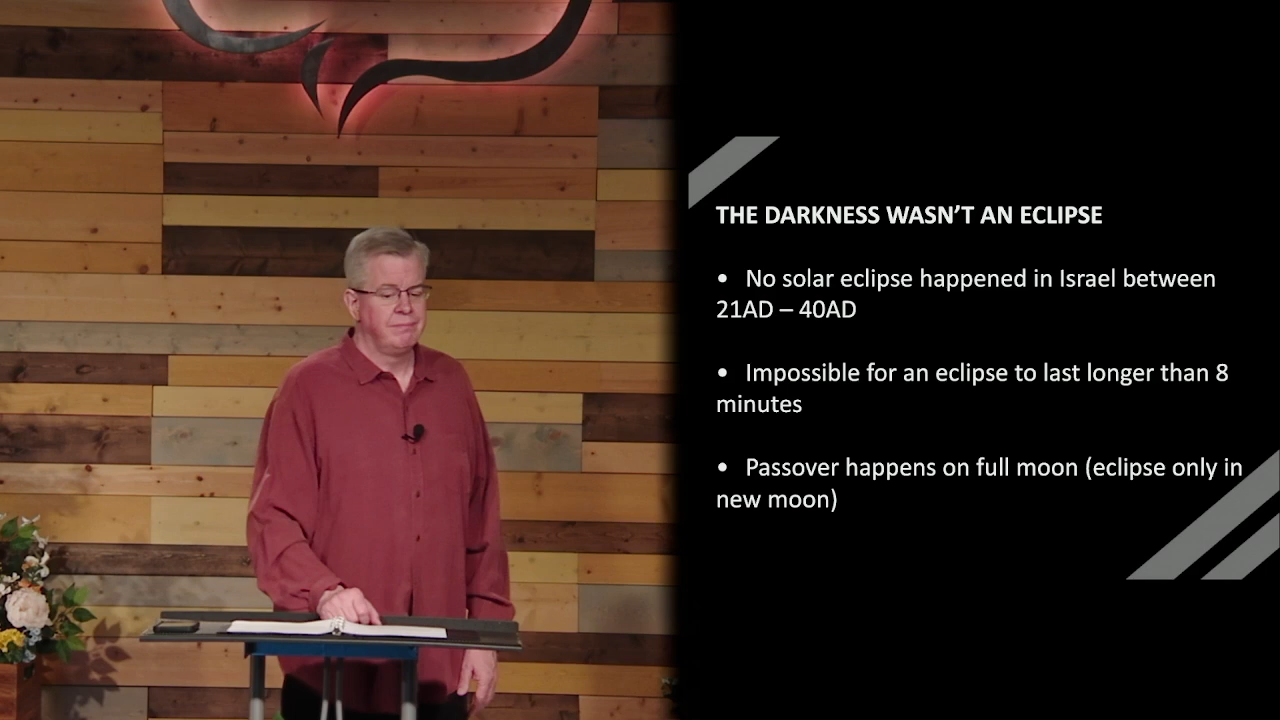 THE DARKNESS WASN’T AN ECLIPSE
• No solar eclipse happened in Israel between
21AD – 40AD
• Impossible for an eclipse to last longer than 8
minutes
• Passover happens on full moon (eclipse only in
new moon)